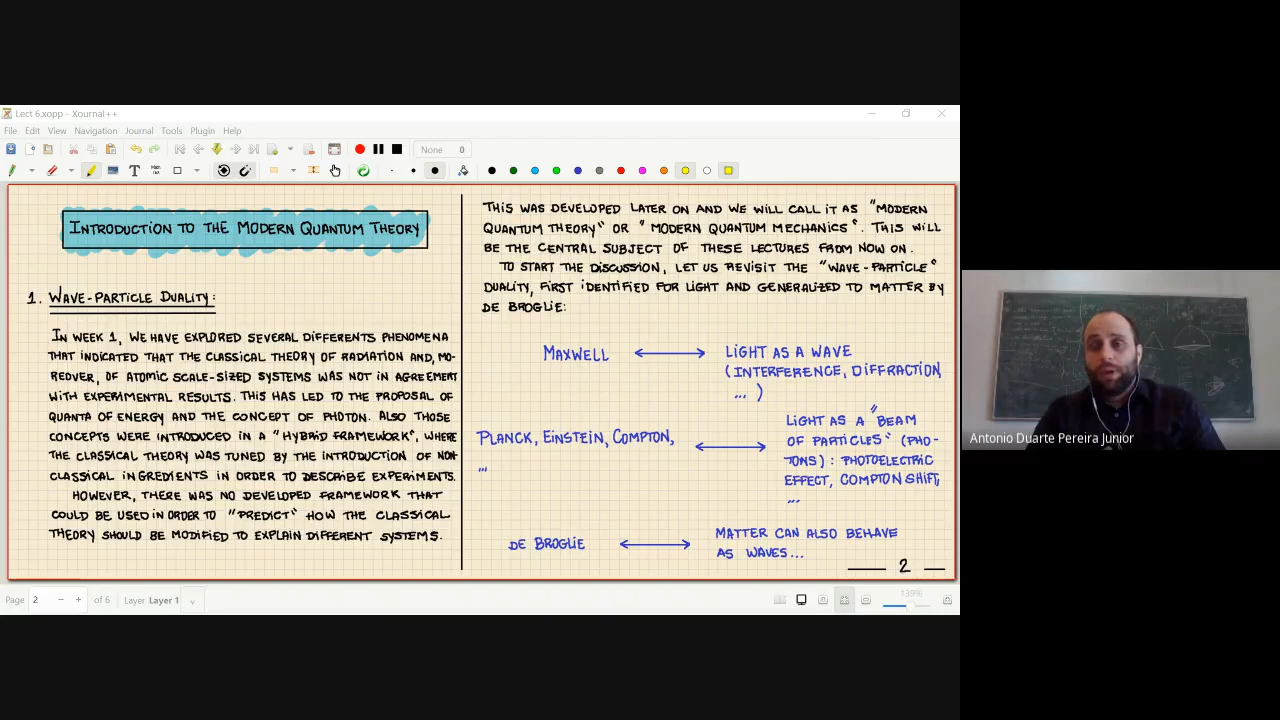 Lect 6.xopp - Xournal++
File Edit View Navigation Journal Tools Plugin Help
None 0
INTRODUCTION TO THE MODERN QUANTUM THEORY
1. WAVE-PARTICLE DUALITY:
IN WEEK 1, WE HAVE EXPLORED SEVERAL DIFFERENTS PHENOMENA
THAT INDICATED THAT THE CLASSICAL THEORY OF RADIATION AND, MO-
REOVER, OF ATOMIC SCALE-SIZED SYSTEMS WAS NOT IN AGREEMENT
WITH EXPERIMENTAL RESULTS. THIS HAS LED TO THE PROPOSAL OF
QUANTA OF ENERGY AND THE CONCEPT OF PHOTON. ALSO THOSE
CONCEPTS WERE INTRODUCED IN A "HYBRID FRAMEWORK", WHERE
THE CLASSICAL THEORY WAS TUNED BY THE INTRODUCTION OF NON
CLASSICAL INGREDIENTS IN ORDER TO DESCRIBE EXPERIMENTS.
HOWEVER, THERE WAS NO DEVELOPED FRAMEWORK THAT
COULD BE USED IN ORDER TO "PREDICT" HOW THE CLASSICAL
THEORY SHOULD BE MODIFIED TO EXPLAIN DIFFERENT SYSTEMS.
THIS WAS DEVELOPED LATER ON AND WE WILL CALL IT AS "MODERN
QUANTUM THEORY" OR "MODERN QUANTUM MECHANICS". THIS WILL
BE THE CENTRAL SUBJECT OF THESE LECTURES FROM NOW ON.
TO START THE DISCUSSION, LET US REVISIT THE "WAVE-PARTICLE"
DUALITY, FIRST IDENTIFIED FOR LIGHT AND GENERALIZED TO MATTER BY
DE BROGLIE:
MAXWELL ↔ LIGHT AS A WAVE
(INTERFERENCE, DIFFRACTION,
...)
PLANCK, EINSTEIN, COMPTON,
...
↔ LIGHT AS A "BEAM
OF PARTICLES" (PHO-
TONS): PHOTOELECTRIC
EFFECT, COMPTON SHIFT,
...
DE BROGLIE ↔ MATTER CAN ALSO BEHAVE
AS WAVES...
2
Page 2 of 6 Layer Layer 1
139%
Antonio Duarte Pereira Junior